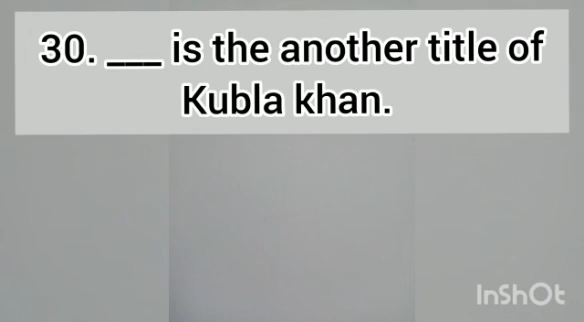 30. ___ is the another title of
Kubla khan.
InShOt